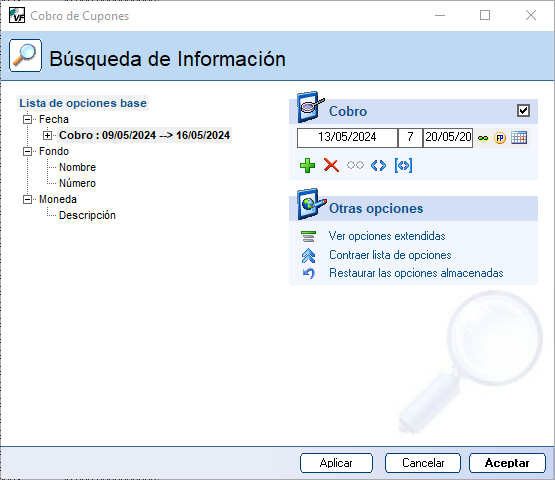 VF Cobro de Cupones
Búsqueda de Información
Lista de opciones base
Fecha
Cobro : 09/05/2024 --> 16/05/2024
Fondo
Nombre
Número
Moneda
Descripción
Cobro
13/05/2024 7 20/05/20 FP
Otras opciones
Ver opciones extendidas
Contraer lista de opciones
Restaurar las opciones almacenadas
Aplicar Cancelar Aceptar